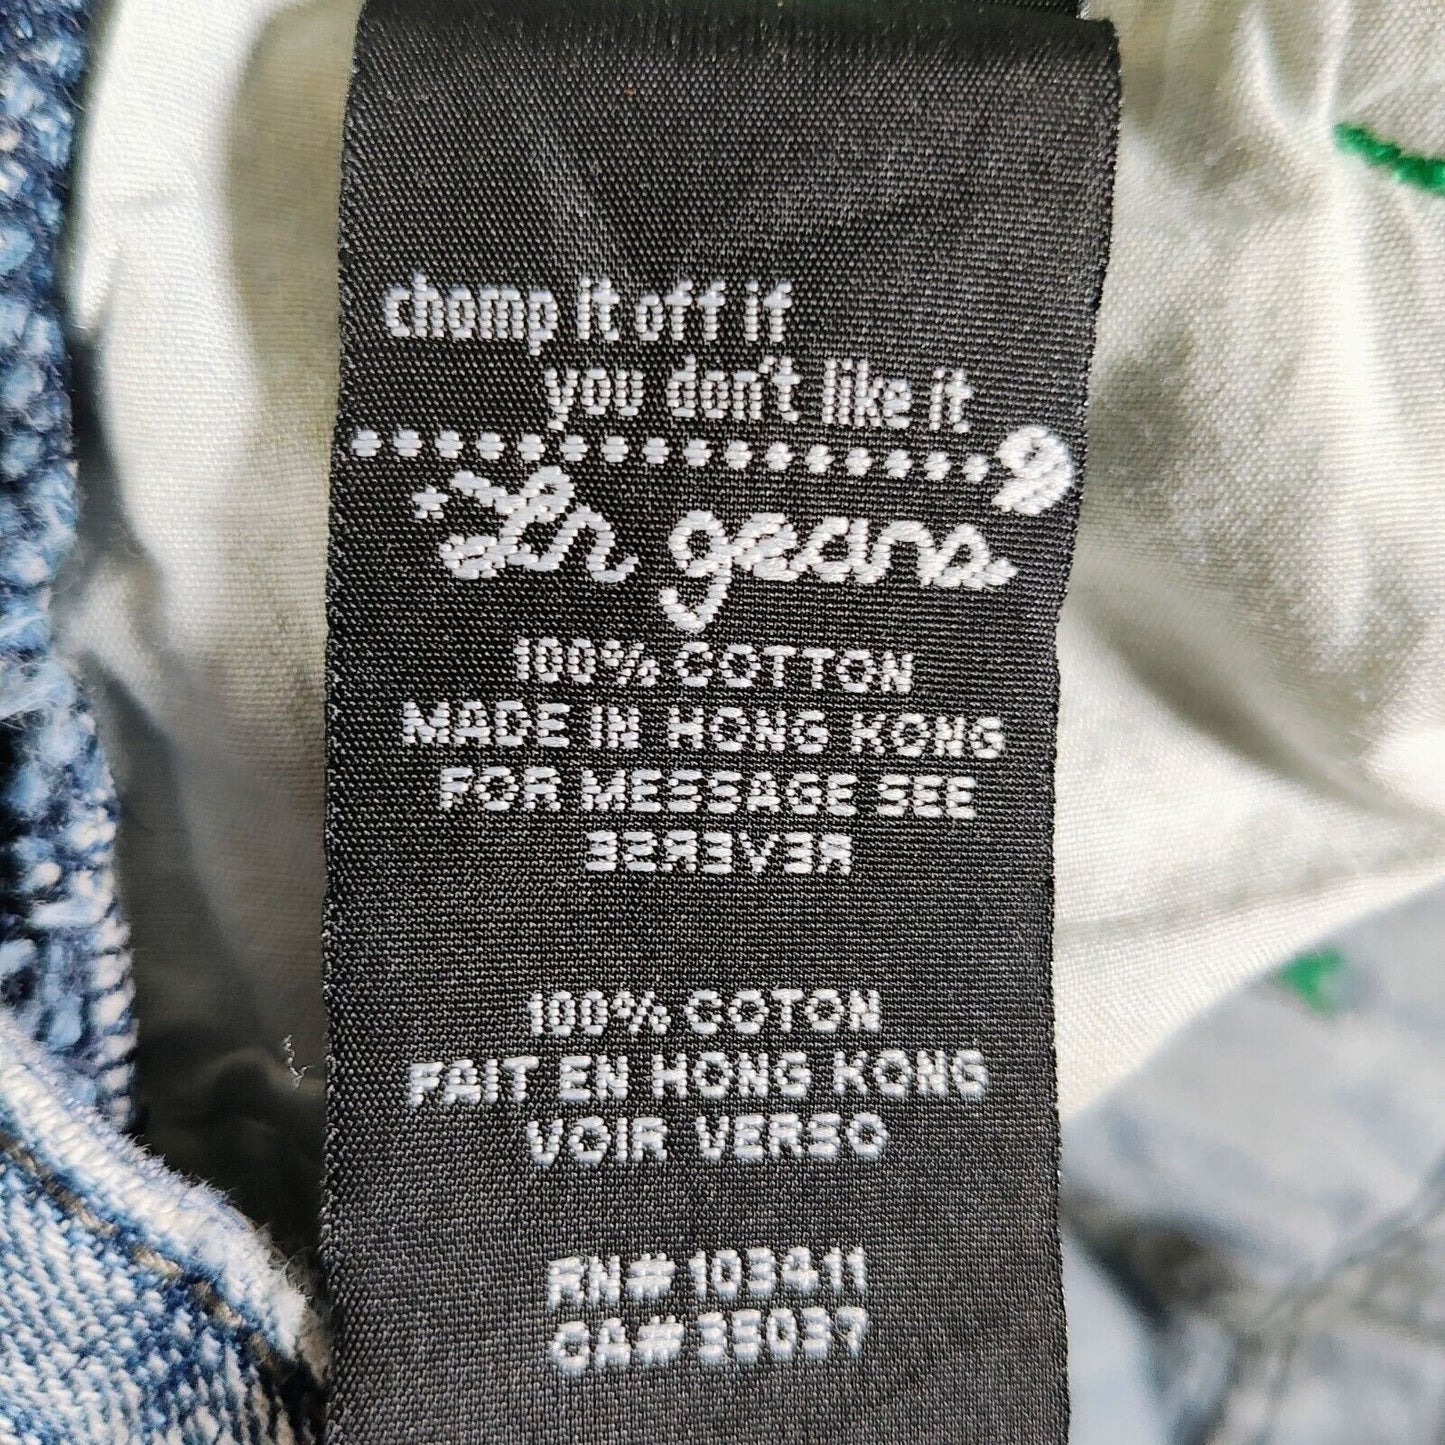 chomp it off if
you don't like it
jeans
100% COTTON
MADE IN HONG KONG
FOR MESSAGE SEE
REVERSE
100% COTON
FAIT EN HONG KONG
VOIR VERSO
RN# 103411
CA# 35037